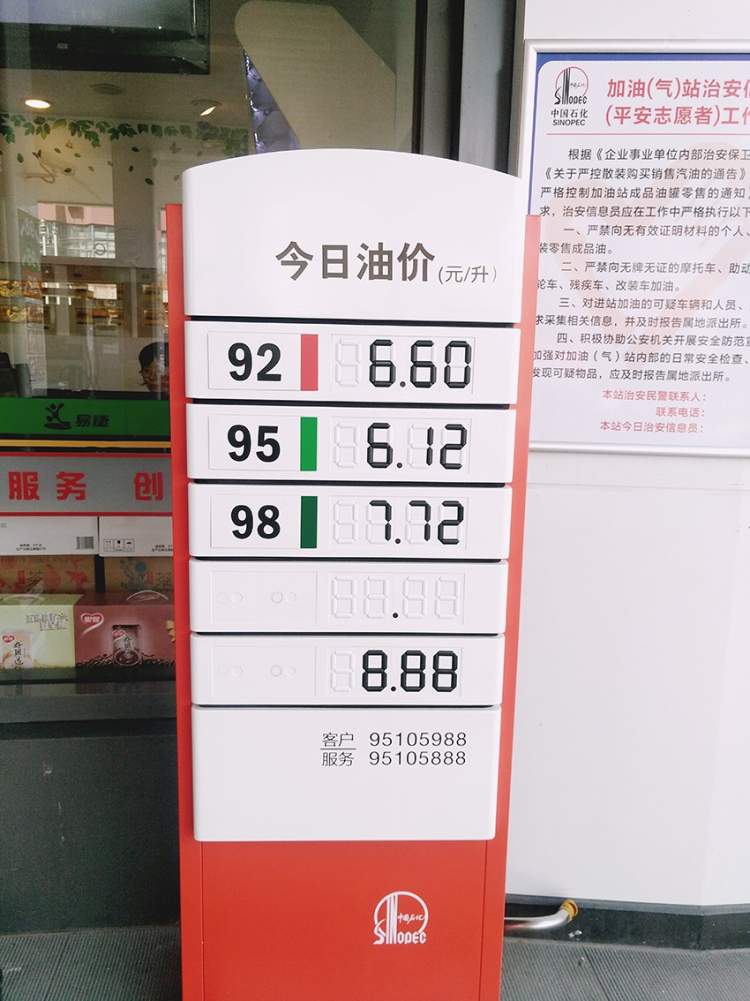 今日油价(元/升)
92 6.60
95 6.12
98 7.72
.
8.88
客户 95105988
服务 95105888
中国石化
SINOPEC
易捷
服务 创
SINOPEC
中国石化
SINOPEC
加油(气)站治安信
(平安志愿者)工作
根据《企业事业单位内部治安保卫
《关于严控散装购买销售汽油的通告》
严格控制加油站成品油罐零售的通知
求，治安信息员应在工作中严格执行以下
一、严禁向无有效证明材料的个人、
装零售成品油。
二、严禁向无牌无证的摩托车、助动
轮车、残疾车、改装车加油。
三、对进站加油的可疑车辆和人员、
求采集相关信息，并及时报告属地派出所。
四、积极协助公安机关开展安全防范宣
加强对加油（气）站内部的日常安全检查、
发现可疑物品，应及时报告属地派出所。
本站治安民警联系人：
联系电话：
本站今日治安信息员：